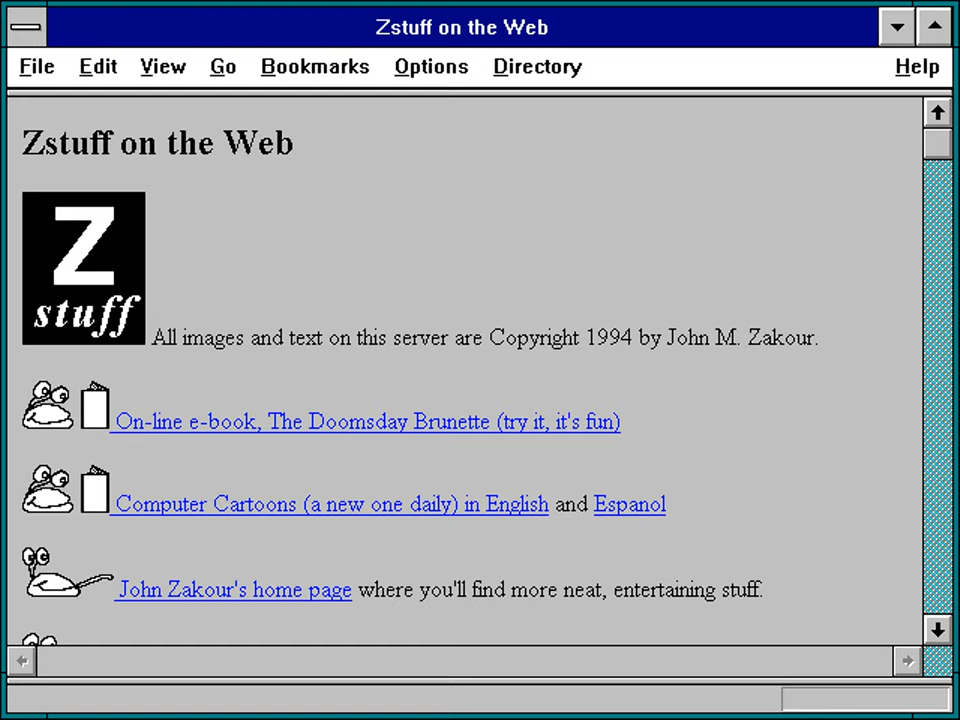 Zstuff on the Web
File Edit View Go Bookmarks Options Directory Help
Zstuff on the Web
Z
stuff
All images and text on this server are Copyright 1994 by John M. Zakour.
On-line e-book, The Doomsday Brunette (try it, it's fun)
Computer Cartoons (a new one daily) in English and Espanol
John Zakour's home page where you'll find more neat, entertaining stuff.